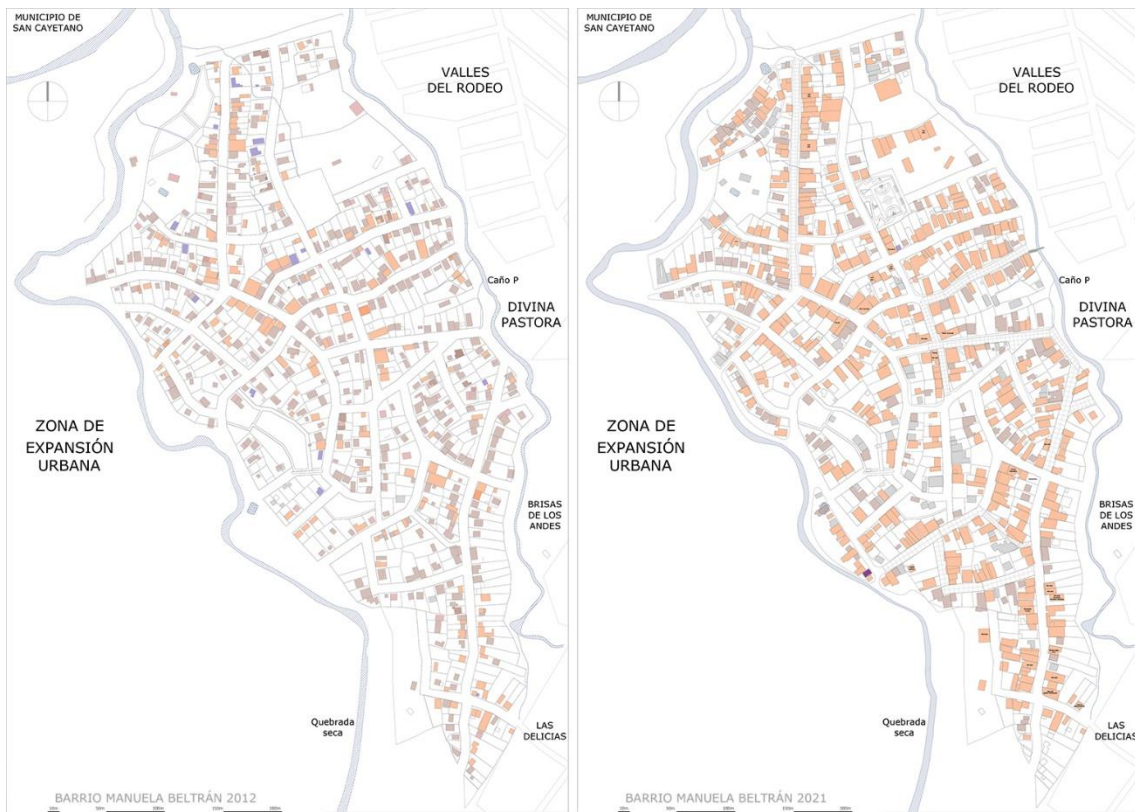 MUNICIPIO DE
SAN CAYETANO
VALLES
DEL RODEO
Caño P
DIVINA
PASTORA
ZONA DE
EXPANSIÓN
URBANA
BRISAS
DE LOS
ANDES
Quebrada
seca
LAS
DELICIAS
BARRIO MANUELA BELTRÁN 2012
MUNICIPIO DE
SAN CAYETANO
VALLES
DEL RODEO
Caño P
DIVINA
PASTORA
ZONA DE
EXPANSIÓN
URBANA
BRISAS
DE LOS
ANDES
Quebrada
seca
LAS
DELICIAS
BARRIO MANUELA BELTRÁN 2021